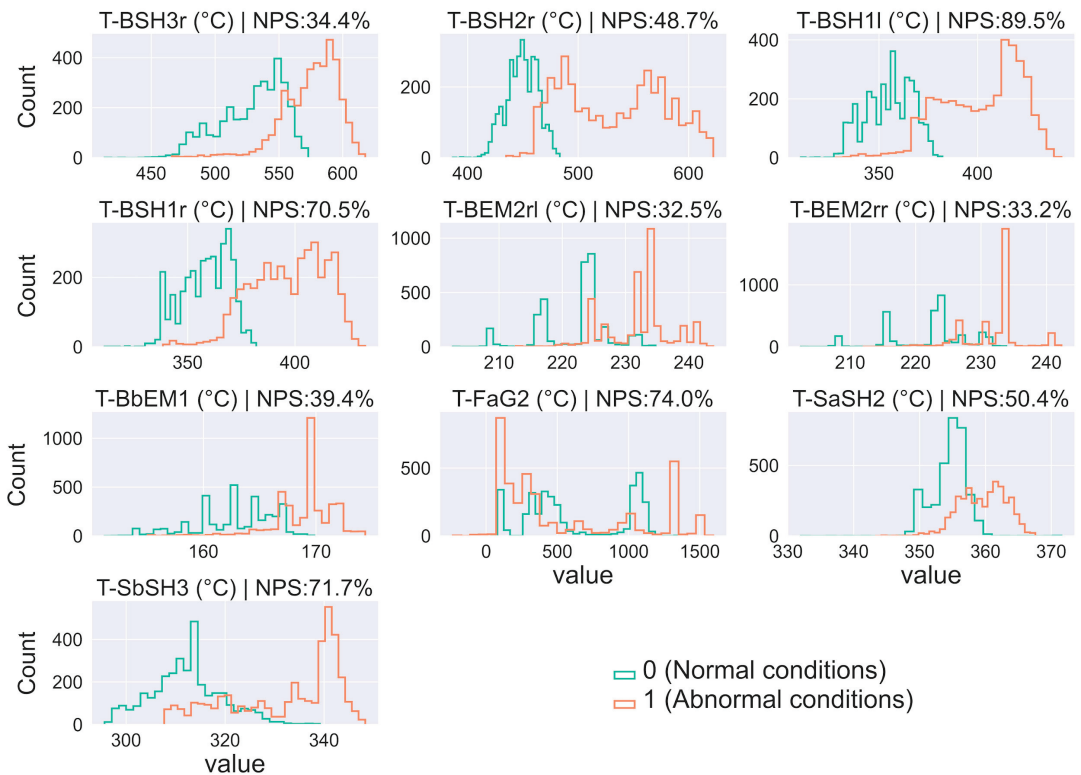 T-BSH3r (°C) | NPS:34.4% T-BSH2r (°C) | NPS:48.7% T-BSH1l (°C) | NPS:89.5%
Count
400
200
0
450 500 550 600
200
0
400 500 600
400
200
0
350 400
T-BSH1r (°C) | NPS:70.5% T-BEM2rl (°C) | NPS:32.5% T-BEM2rr (°C) | NPS:33.2%
Count
200
0
350 400
1000
500
0
210 220 230 240
1000
0
210 220 230 240
T-BbEM1 (°C) | NPS:39.4% T-FaG2 (°C) | NPS:74.0% T-SaSH2 (°C) | NPS:50.4%
Count
1000
500
0
160 170
500
0
0 500 1000 1500
value
500
0
330 350 360 370
value
T-SbSH3 (°C) | NPS:71.7%
Count
400
200
0
300 320 340
value
0 (Normal conditions)
1 (Abnormal conditions)